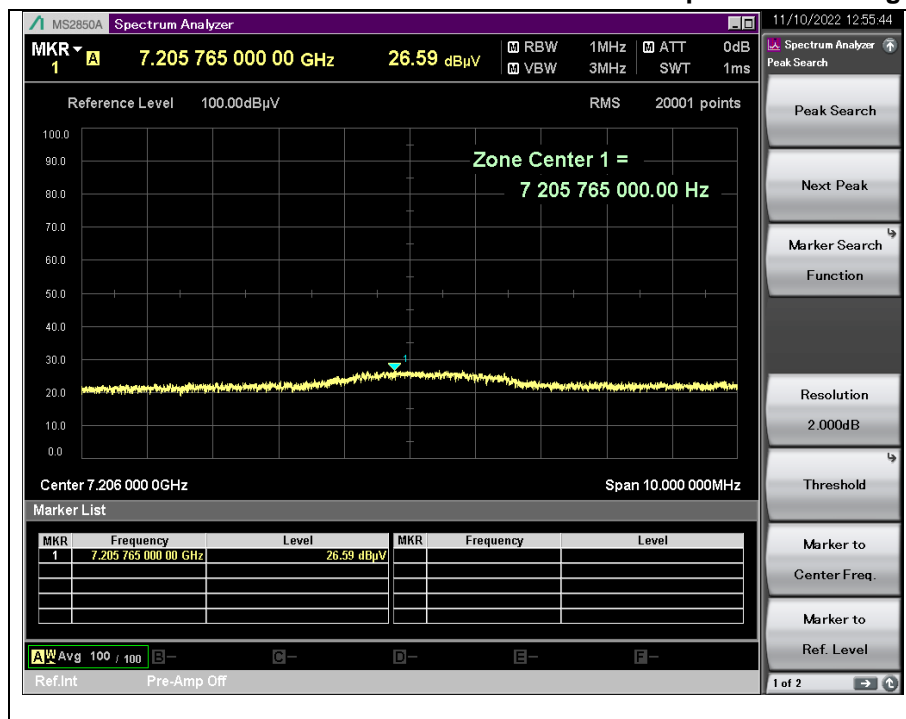 MS2850A Spectrum Analyzer
11/10/2022 12:55:44
MKR 1 A 7.205 765 000 00 GHz 26.59 dBµV
M RBW 1MHz M ATT 0dB
M VBW 3MHz SWT 1ms
Reference Level 100.00dBµV RMS 20001 points
100.0
90.0
80.0
70.0
60.0
50.0
40.0
30.0
20.0
10.0
0.0
Zone Center 1 =
7 205 765 000.00 Hz
1
Center 7.206 000 0GHz Span 10.000 000MHz
Marker List
MKR Frequency Level MKR Frequency Level
1 7.205 765 000 00 GHz 26.59 dBµV
A W Avg 100 / 100 B- C- D- E- F-
Ref.Int Pre-Amp Off
Spectrum Analyzer
Peak Search
Peak Search
Next Peak
Marker Search
Function
Resolution
2.000dB
Threshold
Marker to
Center Freq.
Marker to
Ref. Level
1 of 2